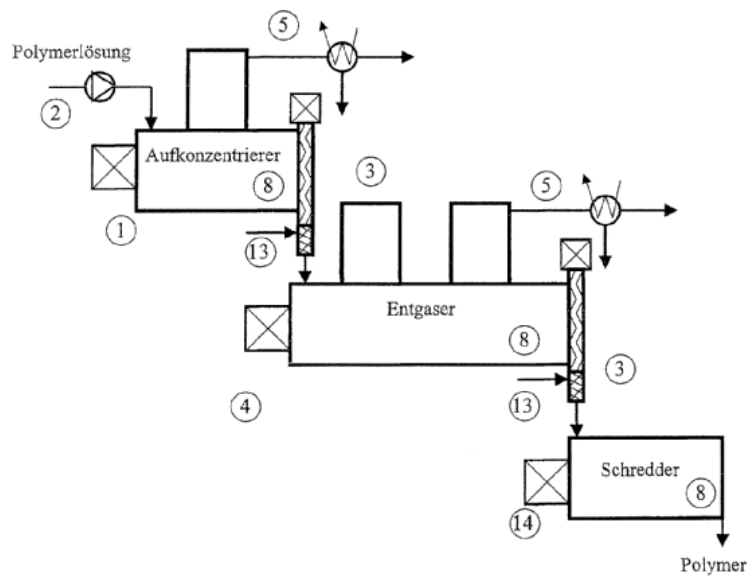 5
Polymerlösung
2
Aufkonzentrierer
8
3
5
1
13
Entgaser
8
3
4
13
Schredder
8
14
Polymer